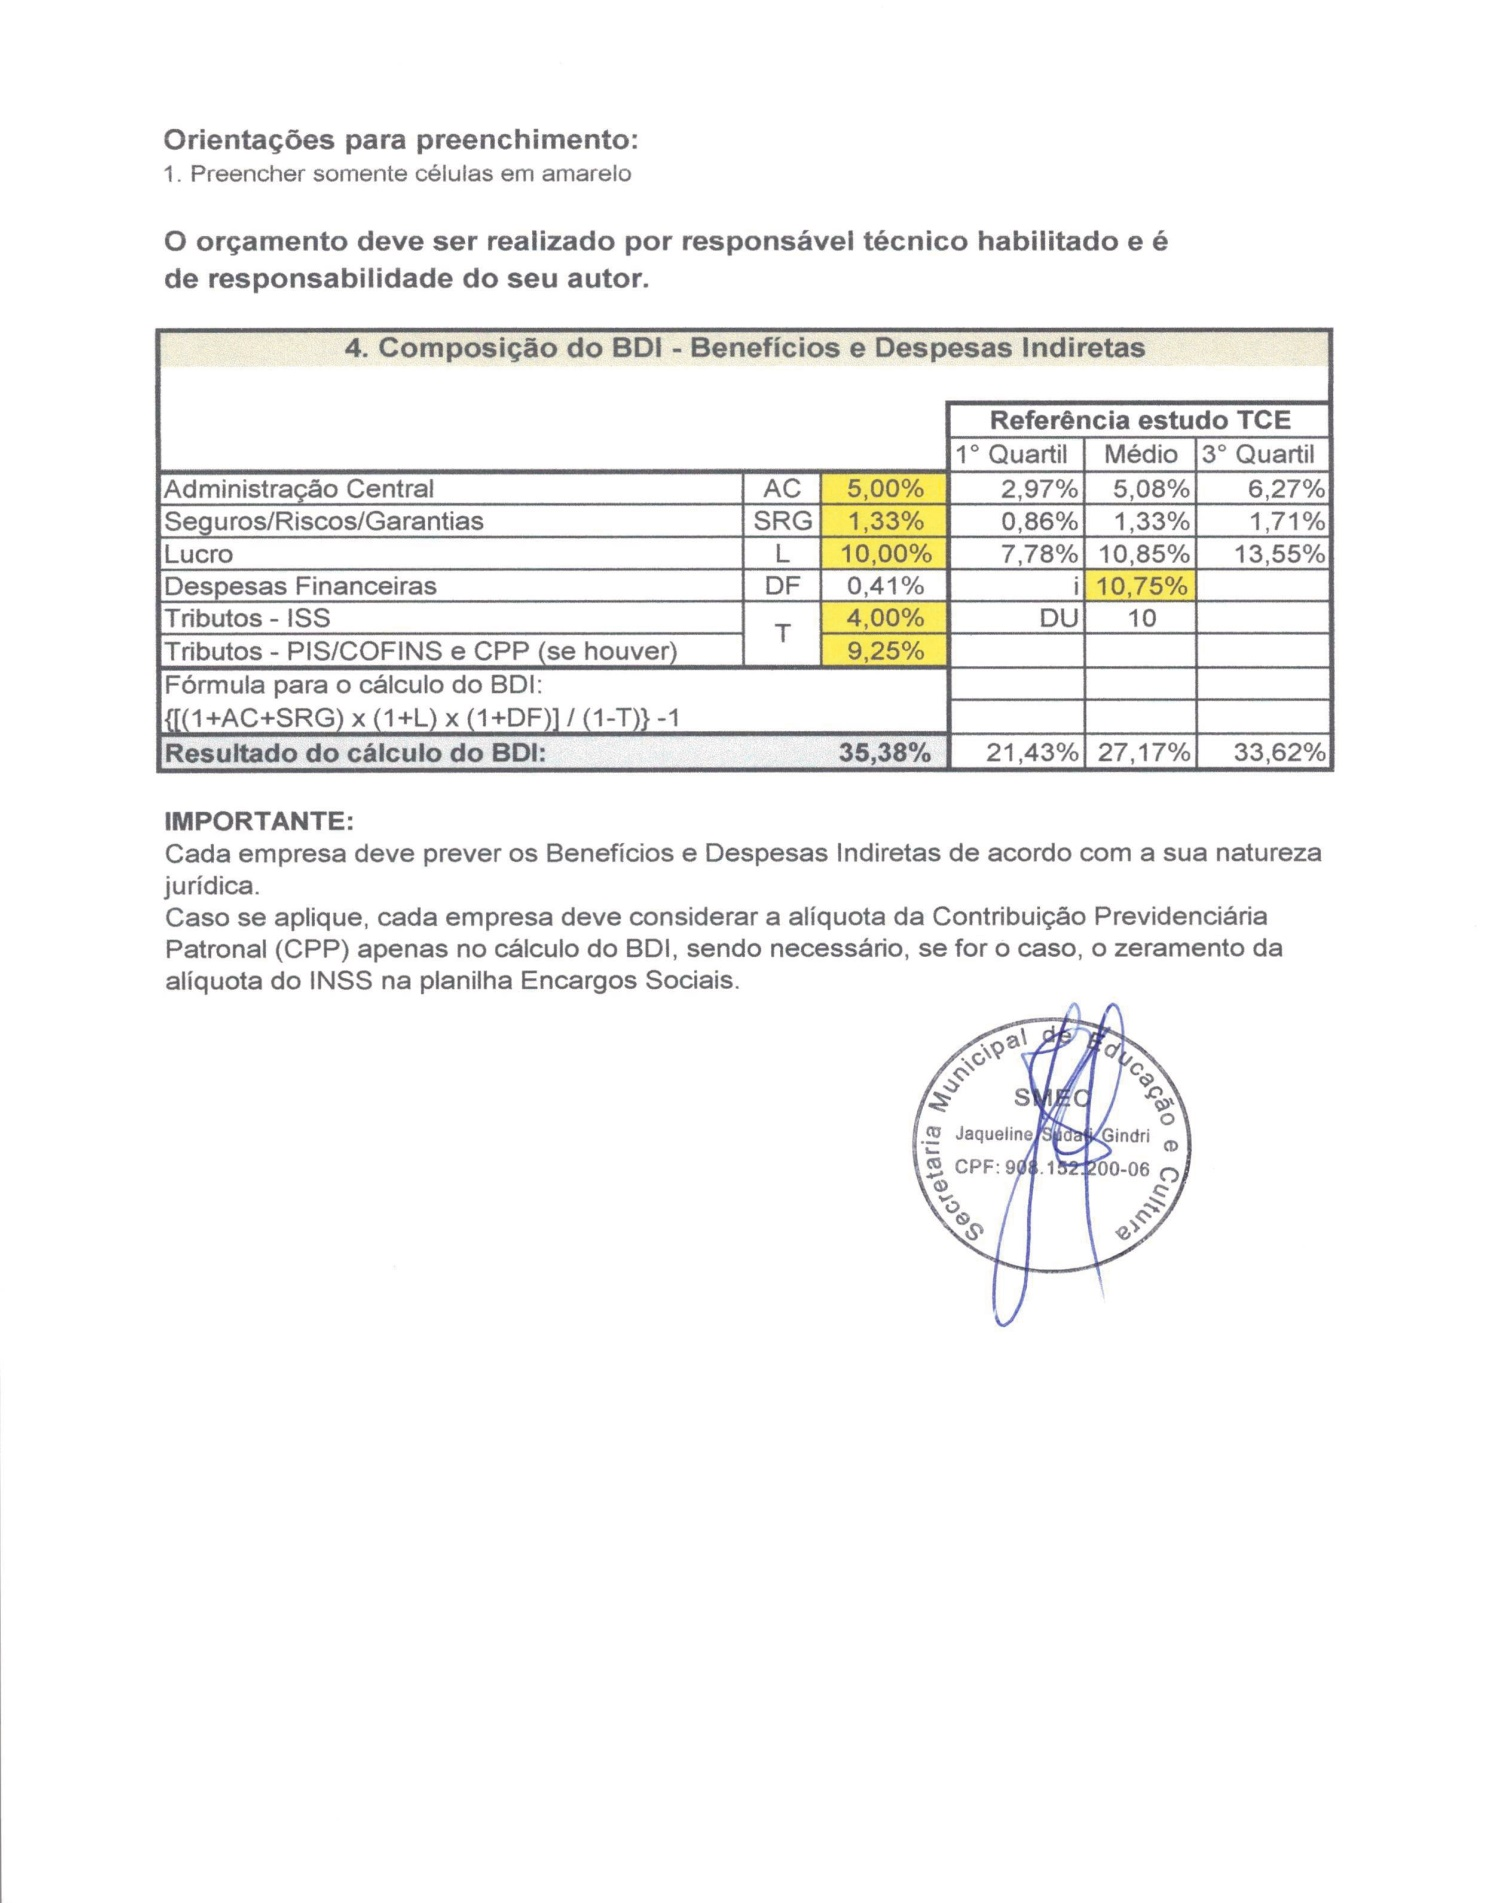 Orientações para preenchimento:
1. Preencher somente células em amarelo
O orçamento deve ser realizado por responsável técnico habilitado e é
de responsabilidade do seu autor.
4. Composição do BDI - Benefícios e Despesas Indiretas
Referência estudo TCE
1° Quartil Médio 3° Quartil
Administração Central AC 5,00% 2,97% 5,08% 6,27%
Seguros/Riscos/Garantias SRG 1,33% 0,86% 1,33% 1,71%
Lucro L 10,00% 7,78% 10,85% 13,55%
Despesas Financeiras DF 0,41% i 10,75%
Tributos - ISS T 4,00% DU 10
Tributos - PIS/COFINS e CPP (se houver) 9,25%
Fórmula para o cálculo do BDI:
{[(1+AC+SRG) x (1+L) x (1+DF)] / (1-T)} -1
Resultado do cálculo do BDI: 35,38% 21,43% 27,17% 33,62%
IMPORTANTE:
Cada empresa deve prever os Benefícios e Despesas Indiretas de acordo com a sua natureza
jurídica.
Caso se aplique, cada empresa deve considerar a alíquota da Contribuição Previdenciária
Patronal (CPP) apenas no cálculo do BDI, sendo necessário, se for o caso, o zeramento da
alíquota do INSS na planilha Encargos Sociais.
Secretaria Municipal de Educação e Cultura
SMEC
Jaqueline Gindri
CPF: 908.152.200-06